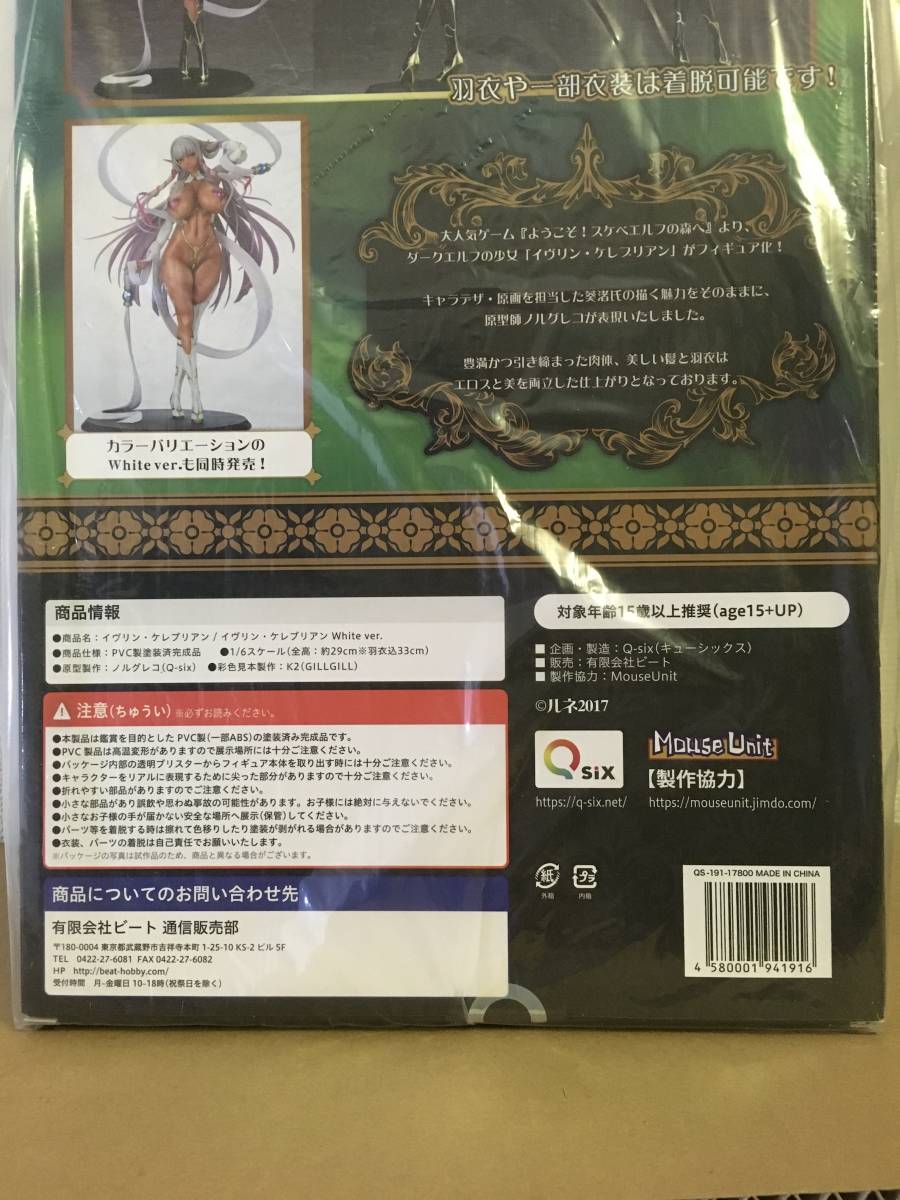 羽衣や一部衣装は着脱可能です!
大人気ゲーム『ようこそ!スケベエルフの森へ』より、
ダークエルフの少女「イヴリン・ケレブリアン」がフィギュア化!
キャラデザ・原画を担当した葵渚氏の描く魅力をそのままに、
原型師ノルグレコが表現いたしました。
豊満かつ引き締まった肉体、美しい髪と羽衣は
エロスと美を両立した仕上がりとなっております。
カラーバリエーションの
White ver.も同時発売!
商品情報
●商品名:イヴリン・ケレブリアン / イヴリン・ケレブリアン White ver.
●商品仕様:PVC製塗装済完成品 ●1/6スケール(全高:約29cm※羽衣込33cm)
●原型製作:ノルグレコ(Q-six) ●彩色見本製作:K2(GILLGILL)
注意(ちゅうい) ※必ずお読みください。
●本製品は鑑賞を目的とした PVC製(一部ABS)の塗装済み完成品です。
●PVC 製品は高温変形がありますので展示場所には十分ご注意ください。
●パッケージ内部の透明ブリスターからフィギュア本体を取り出す時には十分ご注意ください。
●キャラクターをリアルに表現するために尖った部分がありますので十分ご注意ください。
●折れやすい部品がありますのでご注意ください。
●小さな部品があり誤飲や思わぬ事故の可能性があります。お子様には絶対に与えないでください。
●小さなお子様の手が届かない安全な場所へ展示(保管)してください。
●パーツ等を着脱する時は擦れて色移りしたり塗装が剥がれる場合がありますのでご注意ください。
●衣装、パーツの着脱は自己責任でお願いいたします。
※パッケージの写真は試作品のため、商品と異なる場合がございます。
商品についてのお問い合わせ先
有限会社ビート 通信販売部
〒180-0004 東京都武蔵野市吉祥寺本町 1-25-10 KS-2 ビル 5F
TEL 0422-27-6081 FAX 0422-27-6082
HP http://beat-hobby.com/
受付時間 月-金曜日 10-18時(祝祭日を除く)
対象年齢15歳以上推奨(age15+UP)
■ 企画・製造:Q-six(キューシックス)
■ 販売:有限会社ビート
■ 製作協力:MouseUnit
©ルネ2017
Q six
https://q-six.net/
Mouse Unit
【製作協力】
https://mouseunit.jimdo.com/
紙
外箱
プラ
内箱
QS-191-17800 MADE IN CHINA
4 580001 941916